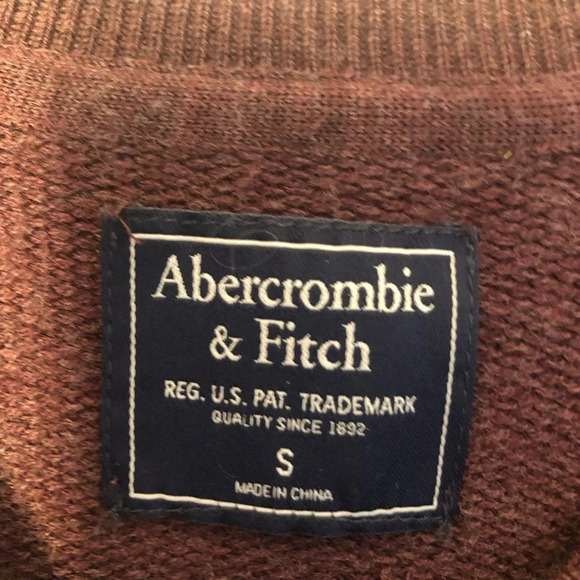 Abercrombie
& Fitch
REG. U.S. PAT. TRADEMARK
QUALITY SINCE 1892
S
MADE IN CHINA